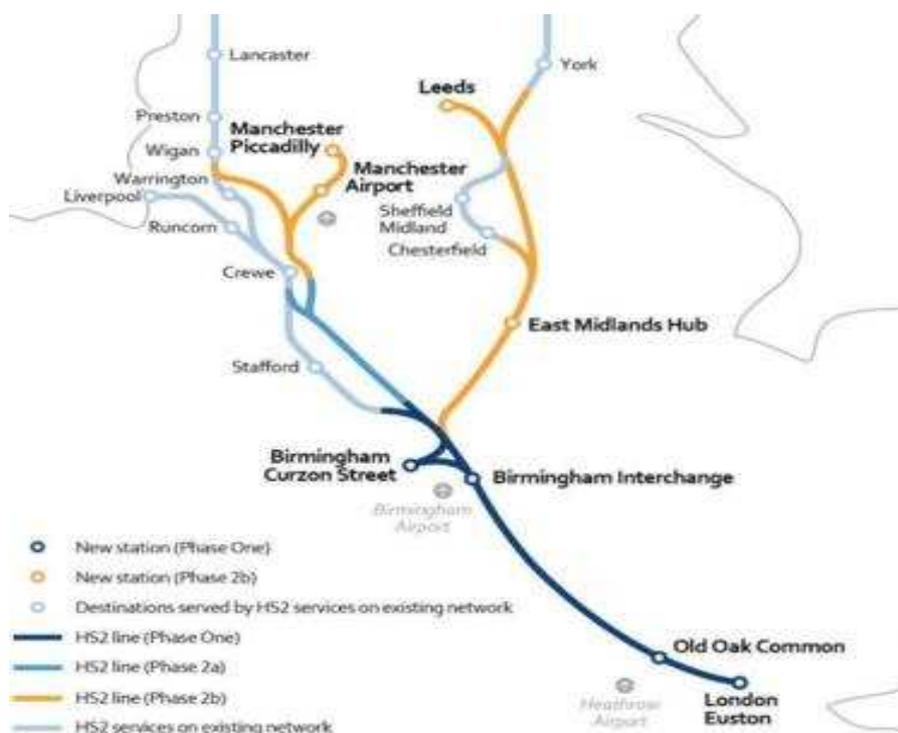 Lancaster
York
Leeds
Preston
Manchester
Piccadilly
Wigan
Manchester
Airport
Warrington
Liverpool
Sheffield
Midland
Runcorn
Chesterfield
Crewe
East Midlands Hub
Stafford
Birmingham
Curzon Street
Birmingham Interchange
Birmingham
Airport
New station (Phase One)
New station (Phase 2b)
Destinations served by HS2 services on existing network
HS2 line (Phase One)
HS2 line (Phase 2a)
HS2 line (Phase 2b)
HS2 services on existing network
Old Oak Common
Heathrow
Airport
London
Euston